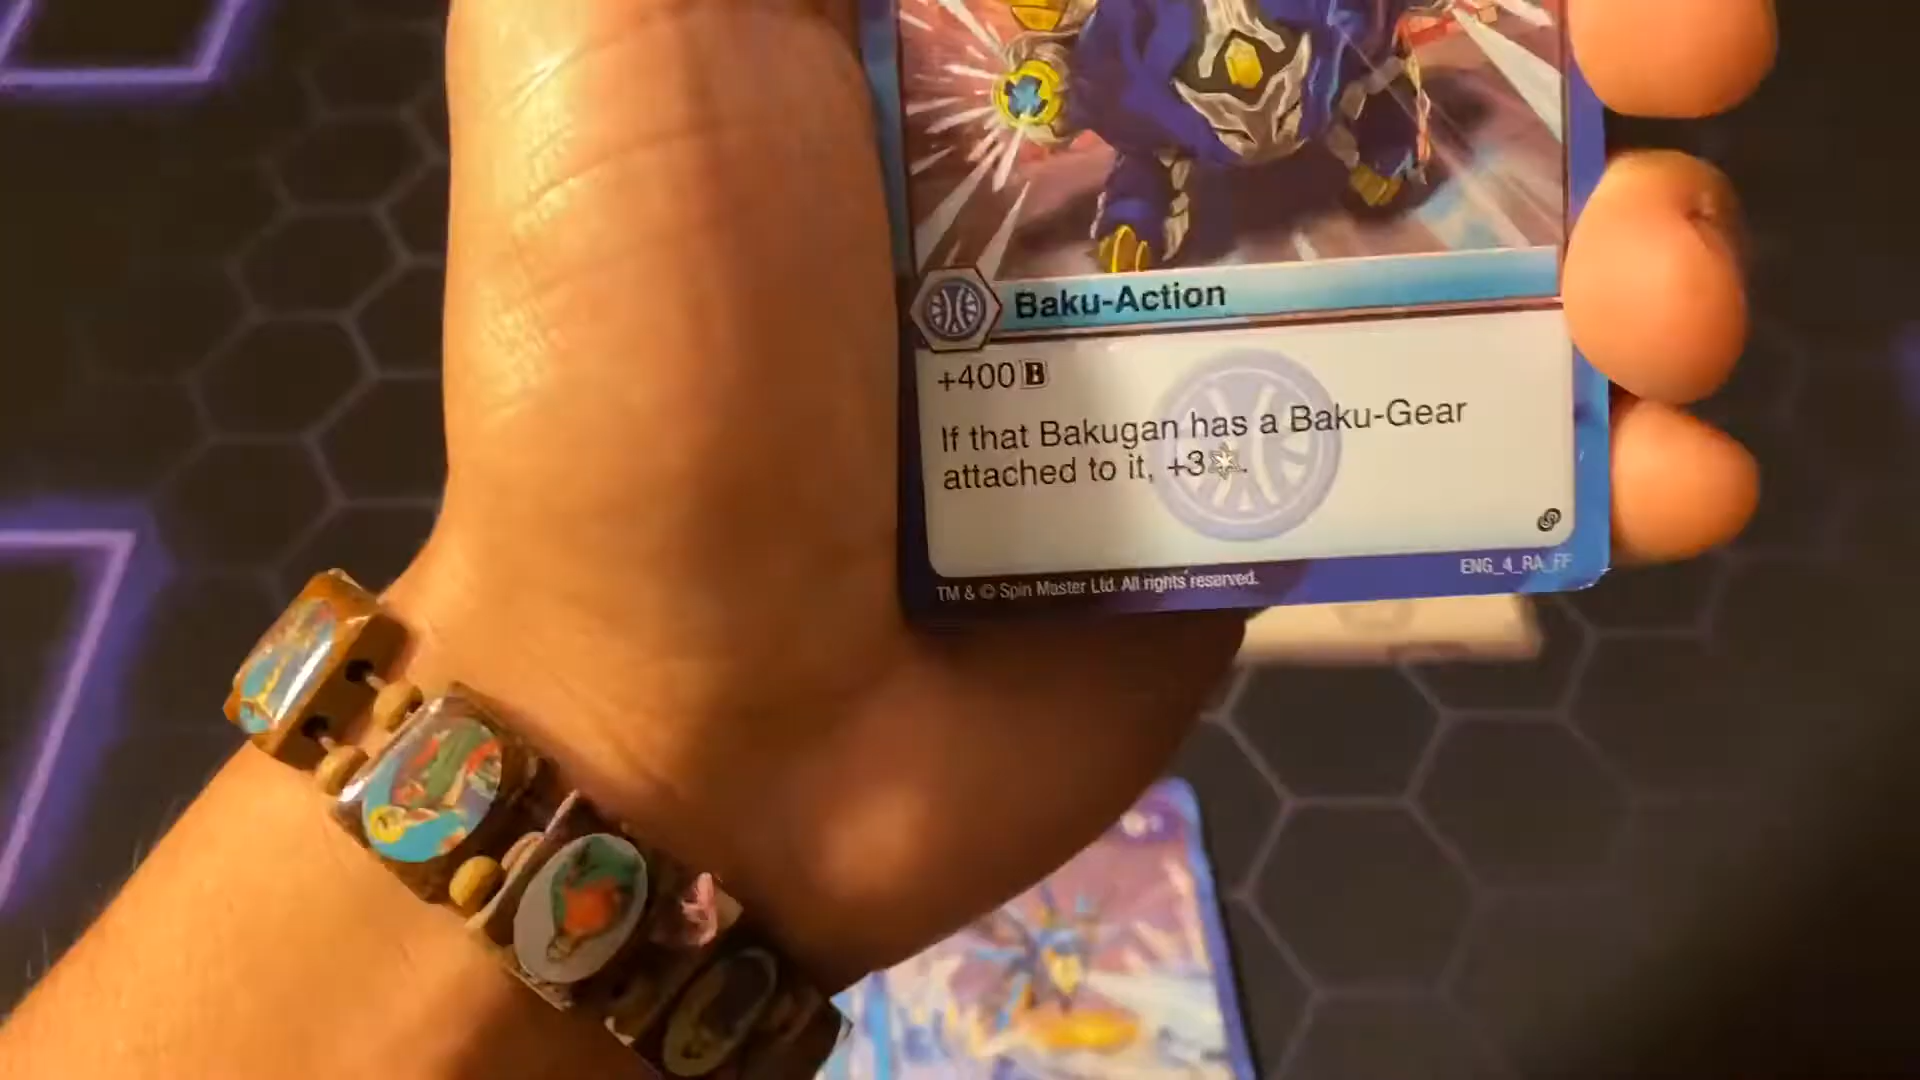 Baku-Action
+400 B
If that Bakugan has a Baku-Gear
attached to it, +3 .
ENG_4_RA_FF
TM & © Spin Master Ltd. All rights reserved.